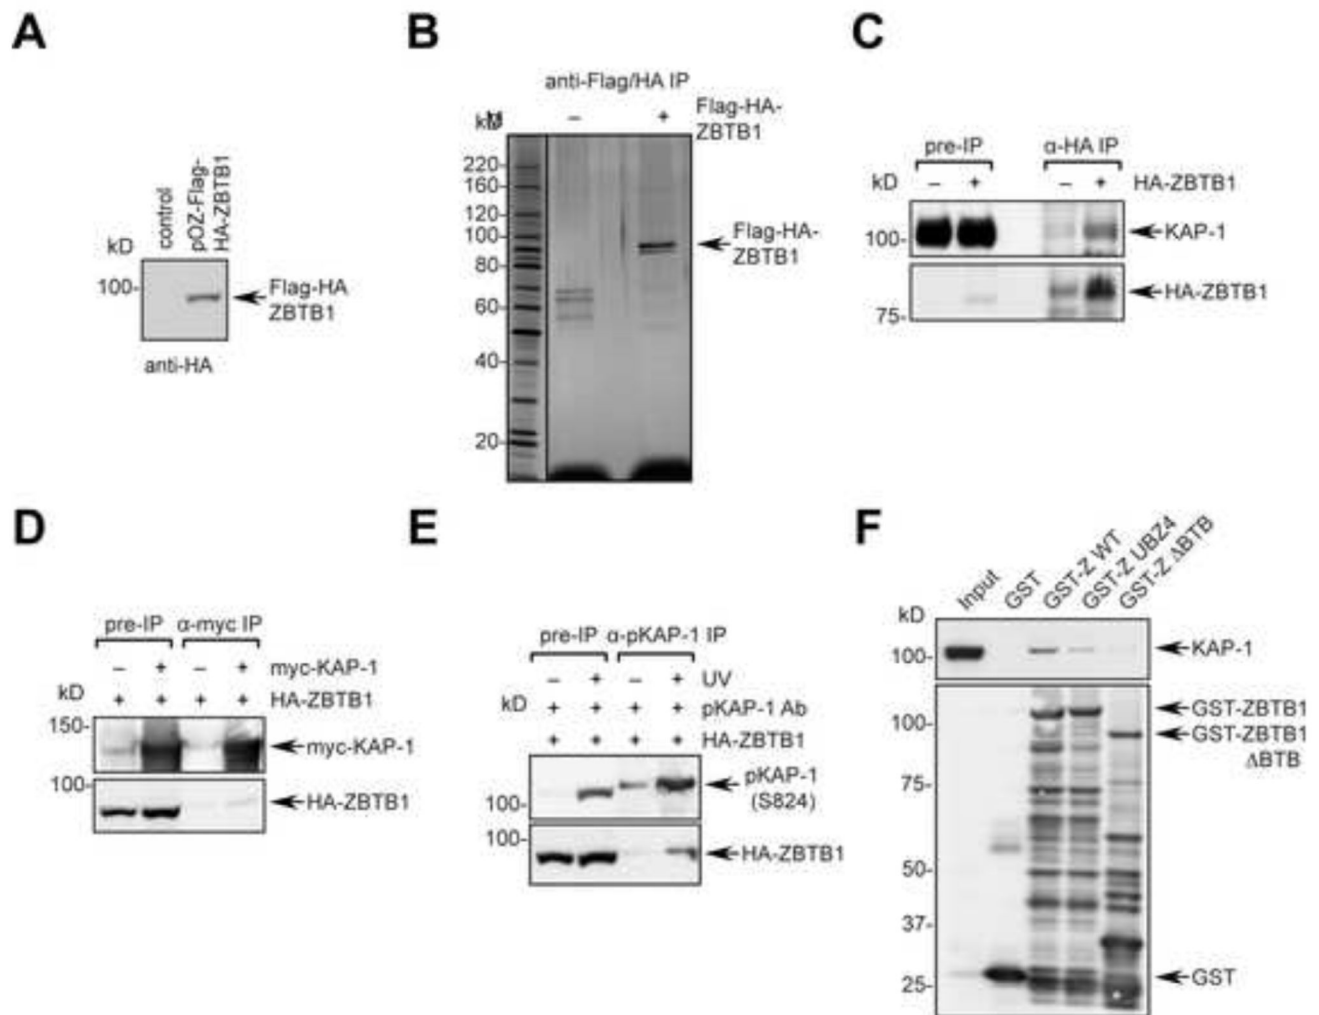 A
control
pOZ-Flag-
HA-ZBTB1
kD
100-
Flag-HA
ZBTB1
anti-HA
B
anti-Flag/HA IP
kD
– +
Flag-HA-
ZBTB1
220-
160-
120-
100-
80-
60-
40-
20-
Flag-HA-
ZBTB1
C
pre-IP α-HA IP
kD – + – + HA-ZBTB1
100-
KAP-1
HA-ZBTB1
75-
D
pre-IP α-myc IP
– + – + myc-KAP-1
kD + + + + HA-ZBTB1
150-
myc-KAP-1
100-
HA-ZBTB1
E
pre-IP α-pKAP-1 IP
– + – + UV
kD + + + + pKAP-1 Ab
+ + + + HA-ZBTB1
pKAP-1
(S824)
100-
100-
HA-ZBTB1
F
Input
GST
GST-Z WT
GST-Z UBZ4
GST-Z ΔBTB
kD
100-
KAP-1
GST-ZBTB1
100-
GST-ZBTB1
ΔBTB
75-
50-
37-
25-
GST